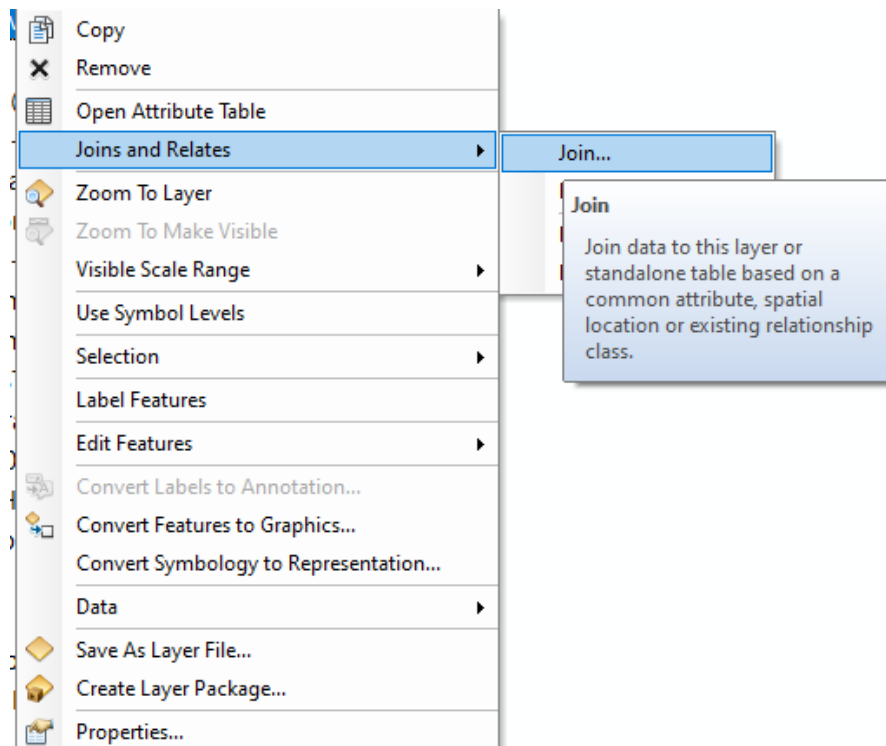 Copy
Remove
Open Attribute Table
Joins and Relates
Zoom To Layer
Zoom To Make Visible
Visible Scale Range
Use Symbol Levels
Selection
Label Features
Edit Features
Convert Labels to Annotation...
Convert Features to Graphics...
Convert Symbology to Representation...
Data
Save As Layer File...
Create Layer Package...
Properties...
Join...
Join
Join data to this layer or
standalone table based on a
common attribute, spatial
location or existing relationship
class.